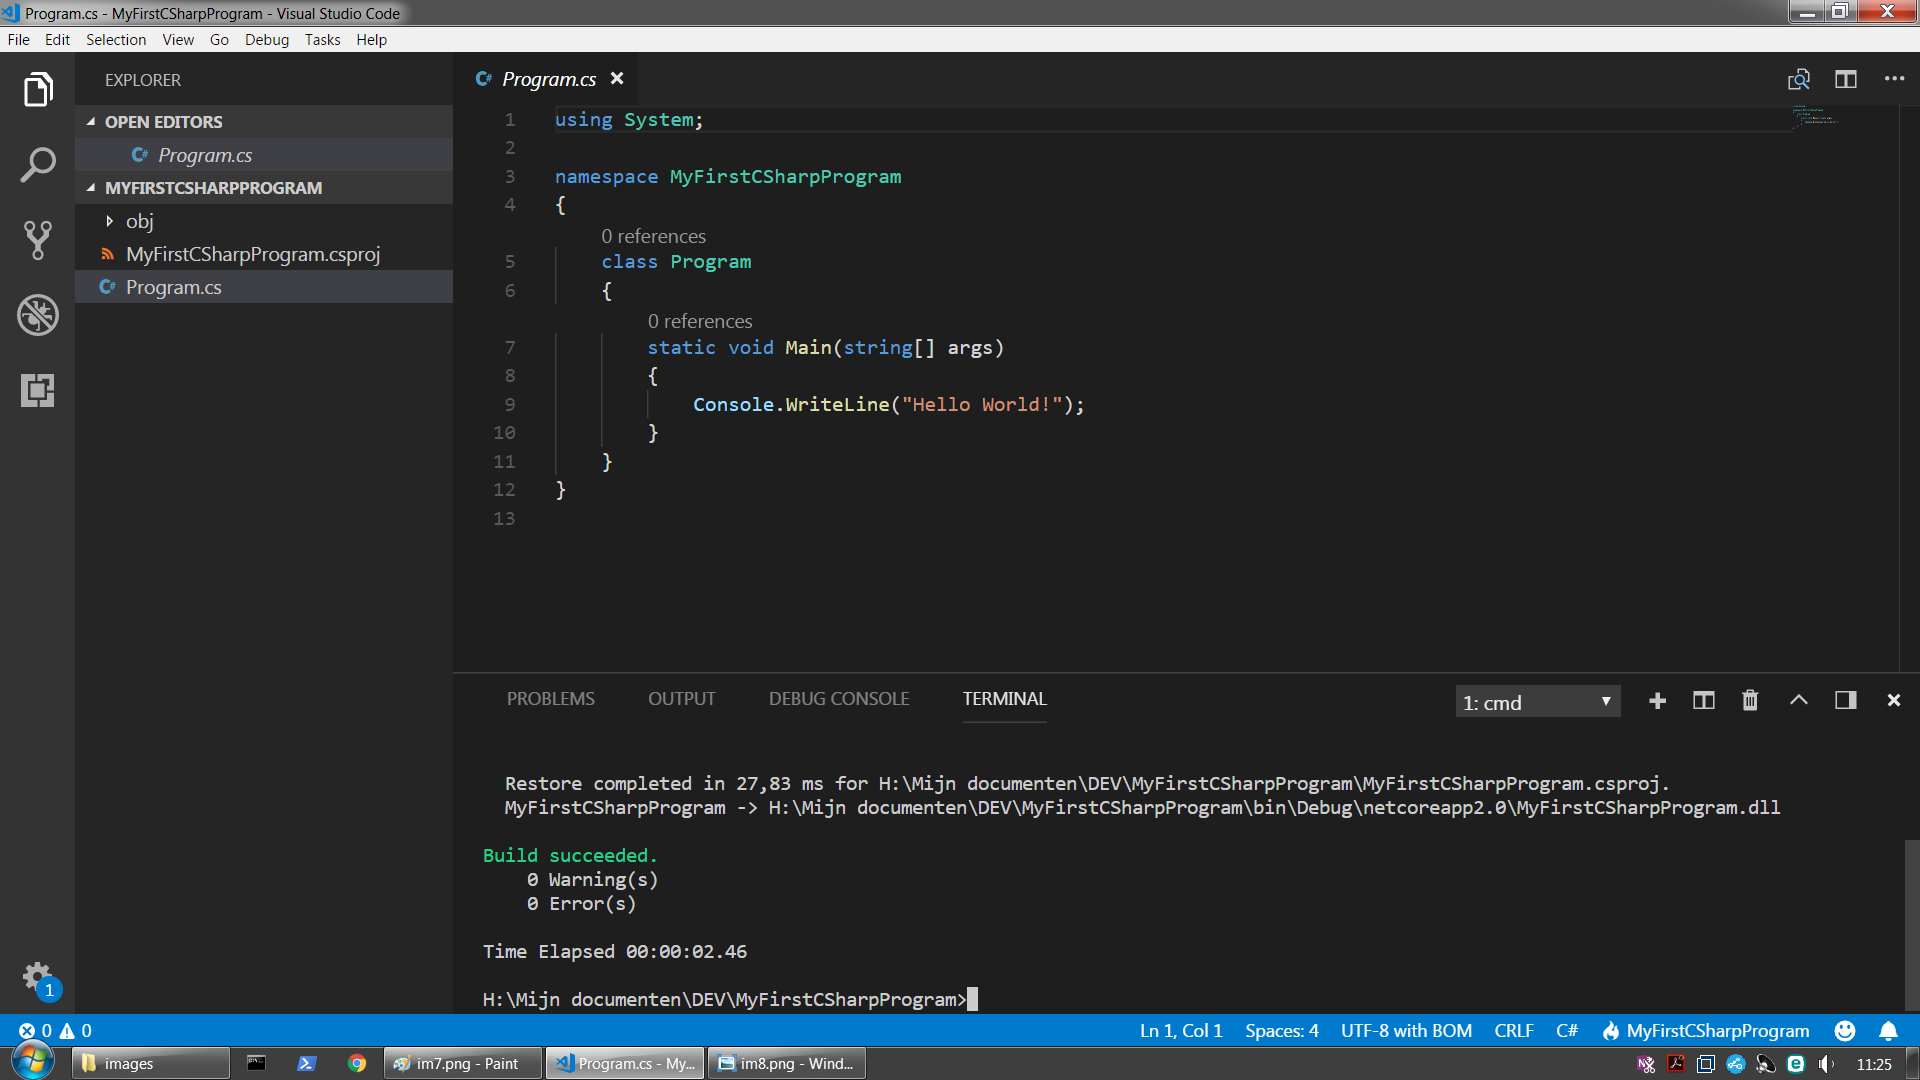 Program.cs - MyFirstCSharpProgram - Visual Studio Code
File Edit Selection View Go Debug Tasks Help
EXPLORER
OPEN EDITORS
C# Program.cs
MYFIRSTCSHARPPROGRAM
obj
MyFirstCSharpProgram.csproj
C# Program.cs
1
C# Program.cs
1 using System;
2
3 namespace MyFirstCSharpProgram
4 {
0 references
5 class Program
6 {
0 references
7 static void Main(string[] args)
8 {
9 Console.WriteLine("Hello World!");
10 }
11 }
12 }
13
PROBLEMS OUTPUT DEBUG CONSOLE TERMINAL 1: cmd
Restore completed in 27,83 ms for H:\Mijn documenten\DEV\MyFirstCSharpProgram\MyFirstCSharpProgram.csproj.
MyFirstCSharpProgram -> H:\Mijn documenten\DEV\MyFirstCSharpProgram\bin\Debug\netcoreapp2.0\MyFirstCSharpProgram.dll
Build succeeded.
0 Warning(s)
0 Error(s)
Time Elapsed 00:00:02.46
H:\Mijn documenten\DEV\MyFirstCSharpProgram>
0 0 Ln 1, Col 1 Spaces: 4 UTF-8 with BOM CRLF C# MyFirstCSharpProgram
images im7.png - Paint Program.cs - My... im8.png - Wind... 11:25